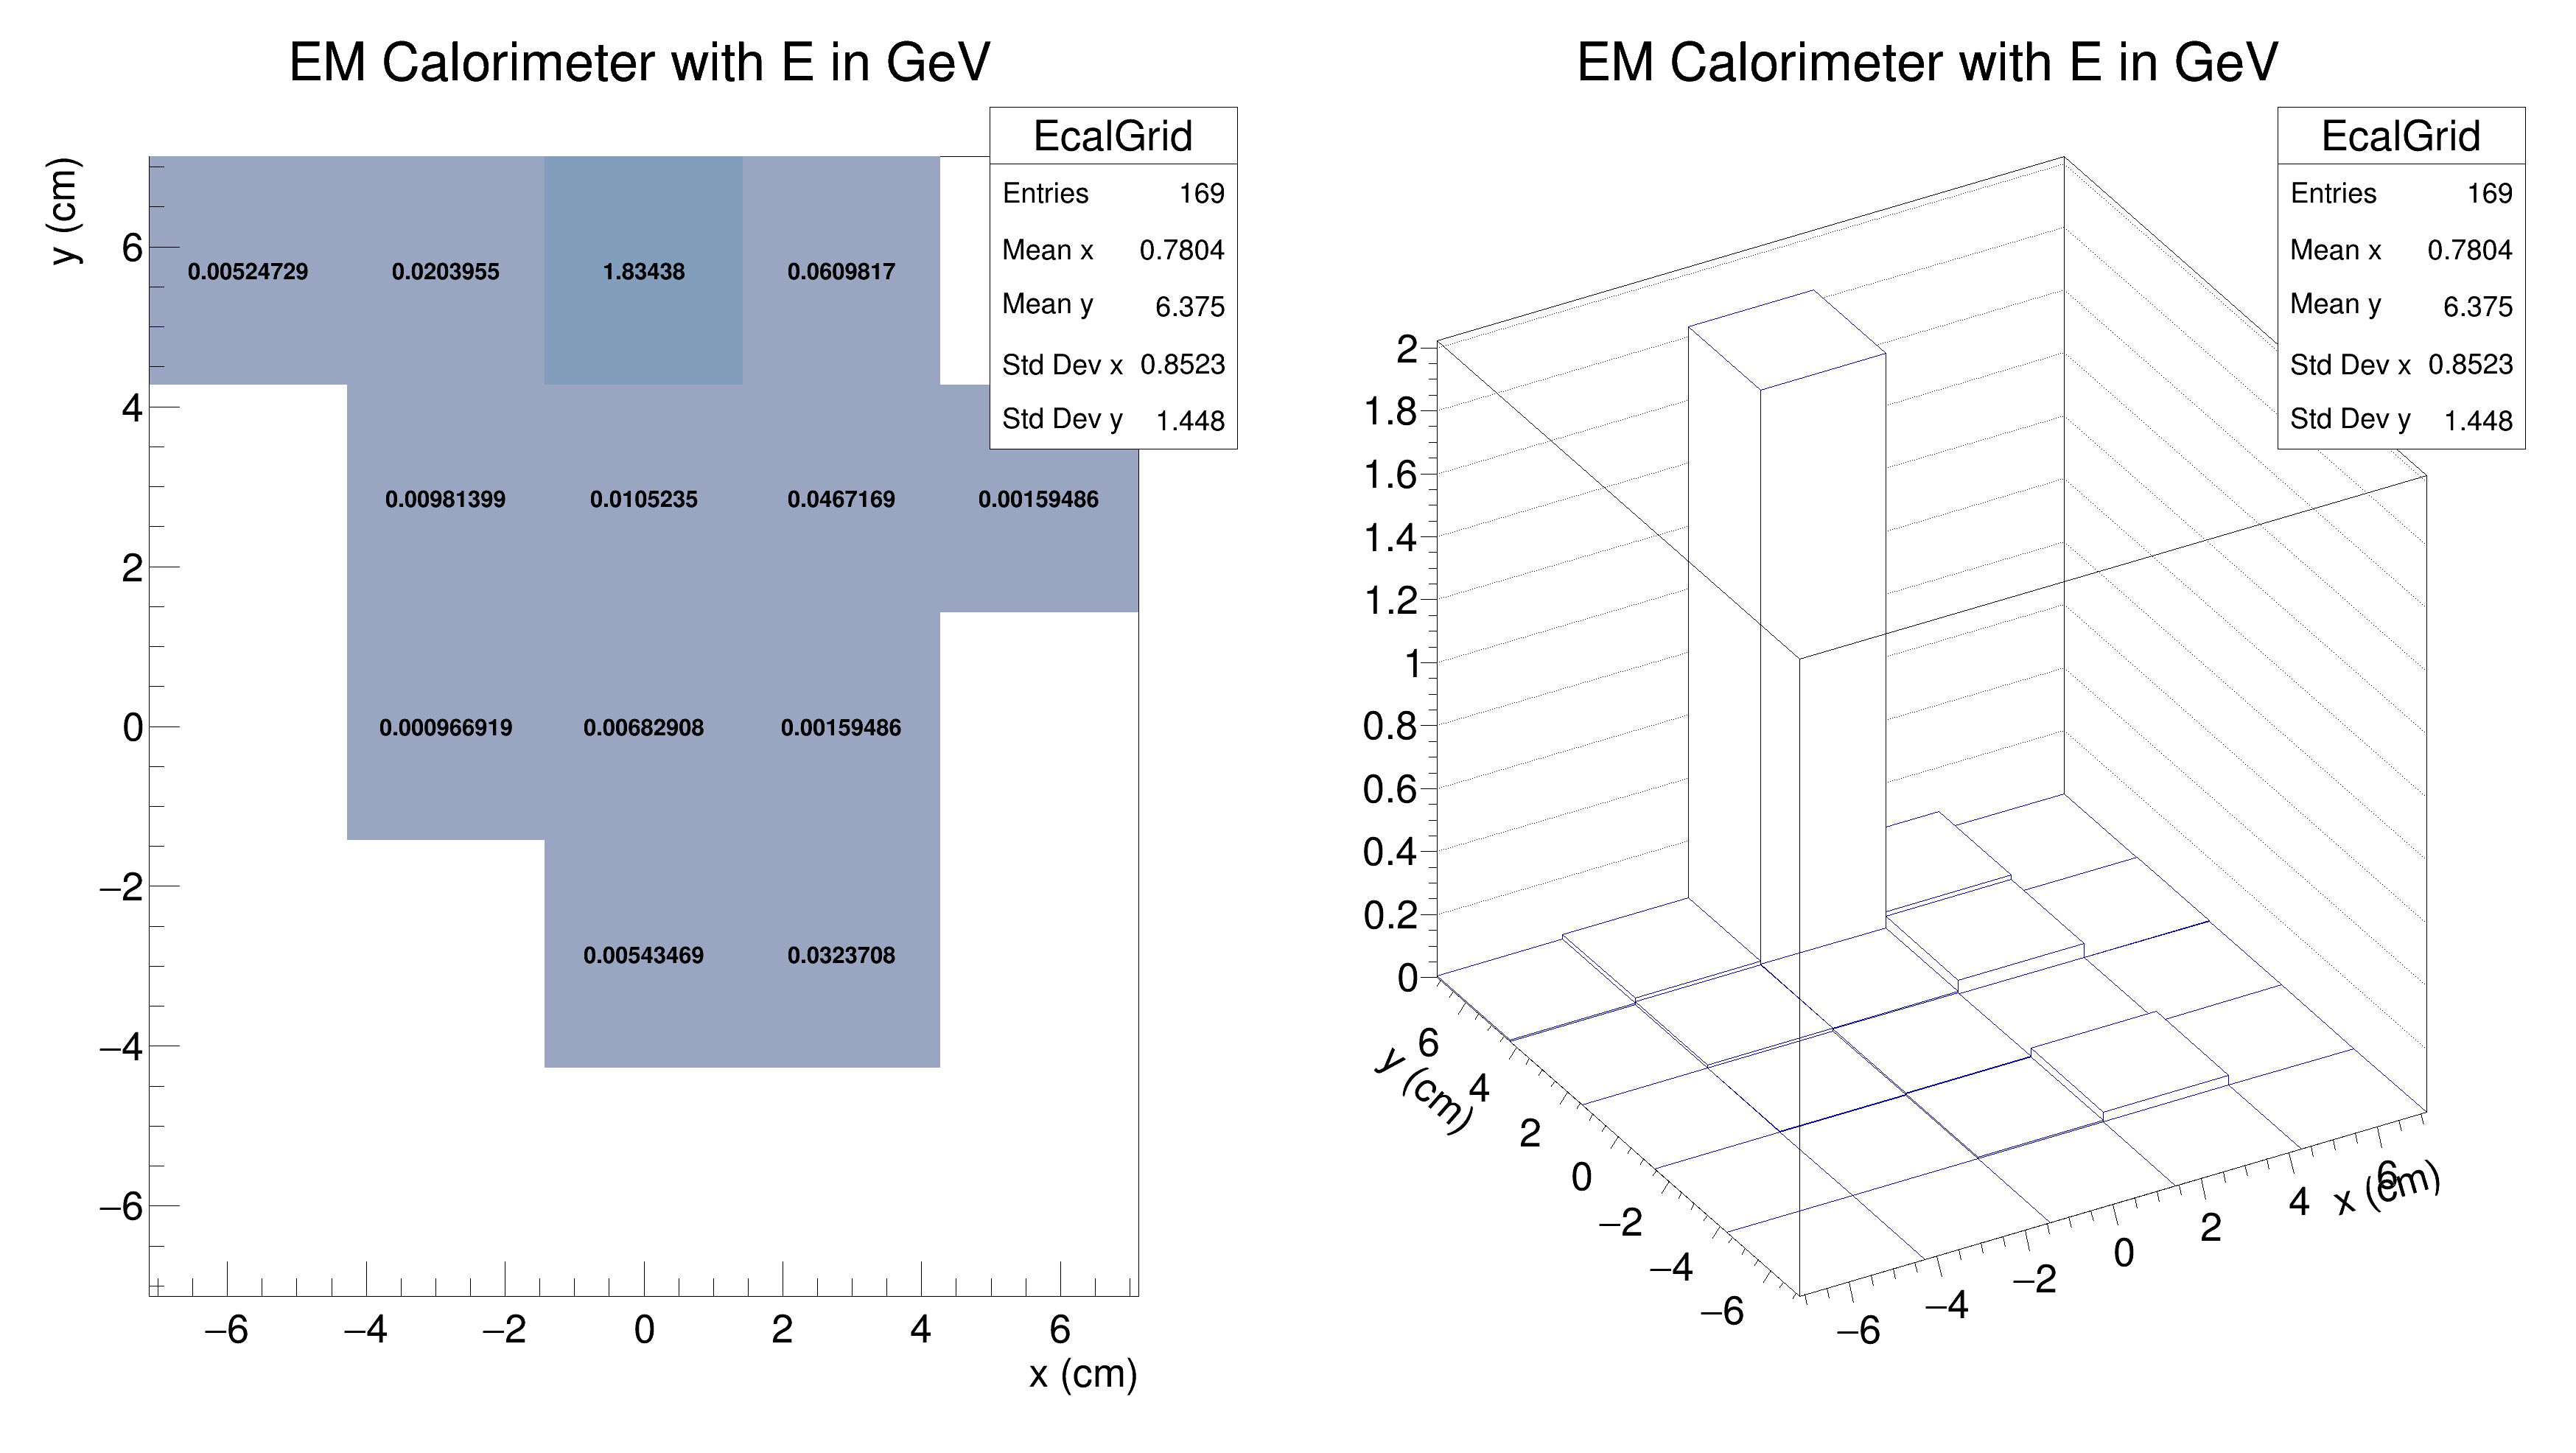 EM Calorimeter with E in GeV
EcalGrid
Entries 169
Mean x 0.7804
Mean y 6.375
Std Dev x 0.8523
Std Dev y 1.448
y (cm)
6
4
2
0
−2
−4
−6
0.00524729 0.0203955 1.83438 0.0609817
0.00981399 0.0105235 0.0467169 0.00159486
0.000966919 0.00682908 0.00159486
0.00543469 0.0323708
−6 −4 −2 0 2 4 6
x (cm)
EM Calorimeter with E in GeV
EcalGrid
Entries 169
Mean x 0.7804
Mean y 6.375
Std Dev x 0.8523
Std Dev y 1.448
2
1.8
1.6
1.4
1.2
1
0.8
0.6
0.4
0.2
0
y (cm)
6
4
2
0
−2
−4
−6
−6 −4 −2 0 2 4 6
x (cm)